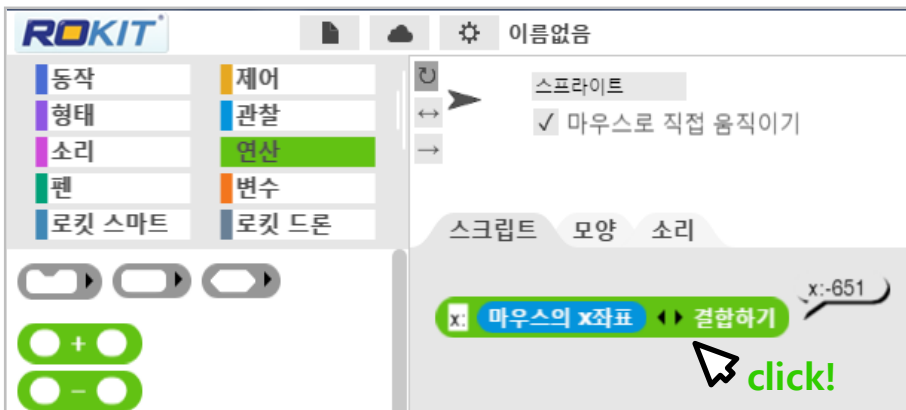 ROKIT
이름없음
동작
제어
형태
관찰
소리
연산
펜
변수
로킷 스마트
로킷 드론
스프라이트
✓ 마우스로 직접 움직이기
스크립트
모양
소리
+
−
x: 마우스의 x좌표 결합하기
x:-651
click!